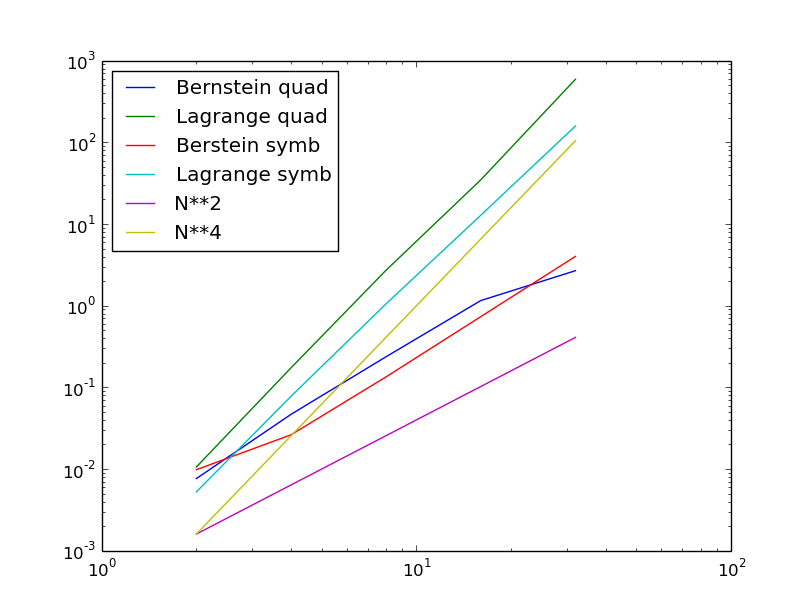 10^3
10^2
10^1
10^0
10^-1
10^-2
10^-3
Bernstein quad
Lagrange quad
Berstein symb
Lagrange symb
N**2
N**4
10^0 10^1 10^2